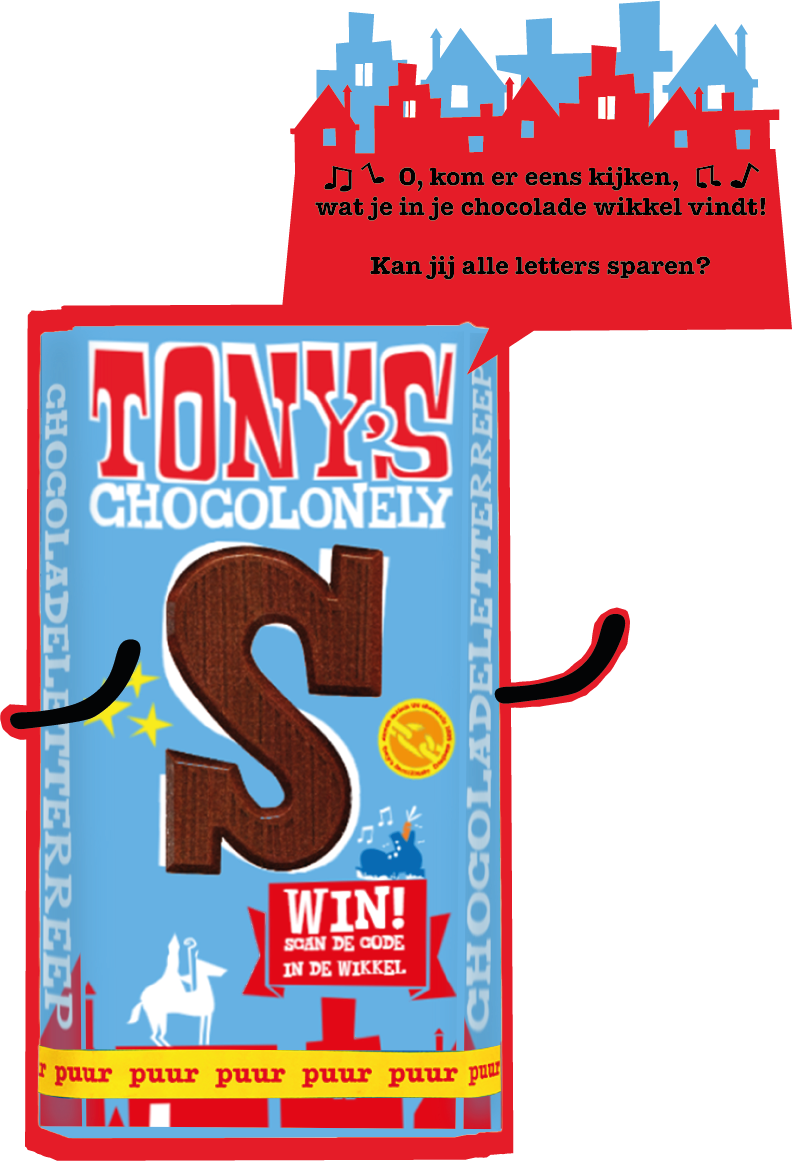 O, kom er eens kijken,
wat je in je chocolade wikkel vindt!
Kan jij alle letters sparen?
TONY'S
CHOCOLONELY
CHOCOLADELETTERREEP
CHOCOLADELETTERREEP
S
WIN!
SCAN DE CODE
IN DE WIKKEL
r puur puur puur puur puur puur